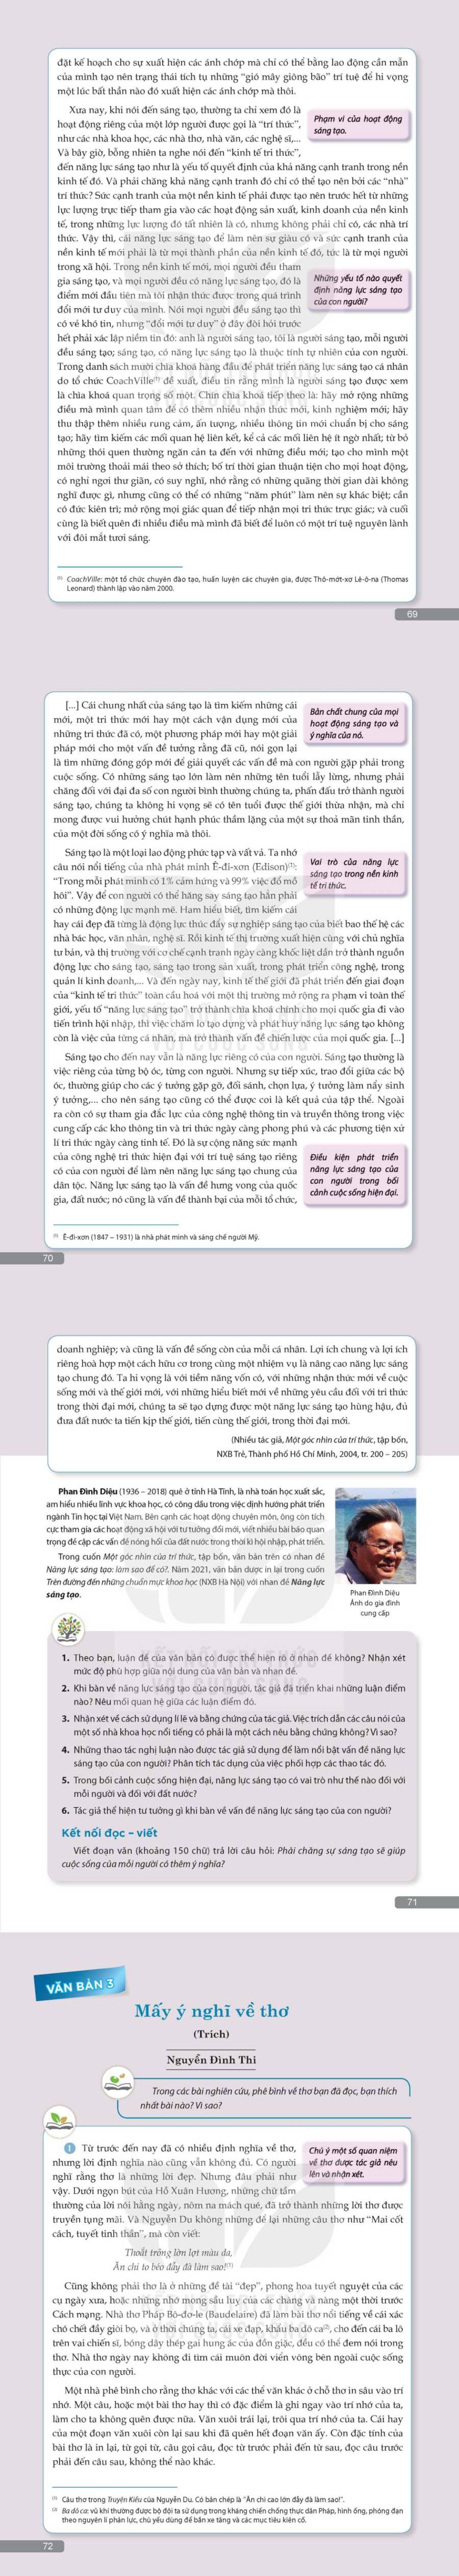 đặt kế hoạch cho sự xuất hiện các ánh chớp mà chỉ có thể bằng lao động cần mẫn
của mình tạo nên trạng thái tích tụ những "gió mây giông bão" trí tuệ để hi vọng
một lúc bất thần nào đó xuất hiện các ánh chớp mà thôi.
Xưa nay, khi nói đến sáng tạo, thường ta chỉ xem đó là
hoạt động riêng của một lớp người được gọi là "trí thức",
như các nhà khoa học, các nhà thơ, nhà văn, các nghệ sĩ,...
Và bây giờ, bỗng nhiên ta nghe nói đến "kinh tế tri thức",
Phạm vi của hoạt động
sáng tạo.
đến năng lực sáng tạo như là yếu tố quyết định của khả năng cạnh tranh trong nền
kinh tế đó. Và phải chăng khả năng cạnh tranh đó chỉ có thể tạo nên bởi các "nhà"
trí thức? Sức cạnh tranh của một nền kinh tế phải được tạo nên trước hết từ những
lực lượng trực tiếp tham gia vào các hoạt động sản xuất, kinh doanh của nền kinh
tế, trong những lực lượng đó tất nhiên là có, nhưng không phải chỉ có, các nhà trí
thức. Vậy thì, cái năng lực sáng tạo để làm nên sự giàu có và sức cạnh tranh của
nền kinh tế mới phải là từ mọi thành phần của nền kinh tế đó, tức là từ mọi người
trong xã hội. Trong nền kinh tế mới, mọi người đều tham
gia sáng tạo, và mọi người đều có năng lực sáng tạo, đó là
điểm mới đầu tiên mà tôi nhận thức được trong quá trình
đổi mới tư duy của mình. Nói mọi người đều sáng tạo thì
có vẻ khó tin, nhưng "đổi mới tư duy" ở đây đòi hỏi trước
Những yếu tố nào quyết
định năng lực sáng tạo
của con người?
hết phải xác lập niềm tin đó: anh là người sáng tạo, tôi là người sáng tạo, mỗi người
đều sáng tạo; sáng tạo, có năng lực sáng tạo là thuộc tính tự nhiên của con người.
Trong danh sách mười chìa khoá hàng đầu để phát triển năng lực sáng tạo cá nhân
do tổ chức CoachVille⁽¹⁾ đề xuất, điều tin rằng mình là người sáng tạo được xem
là chìa khoá quan trọng số một. Chín chìa khoá tiếp theo là: hãy mở rộng những
điều mà mình quan tâm để có thêm nhiều nhận thức mới, kinh nghiệm mới; hãy
thu thập thêm nhiều rung cảm, ấn tượng, nhiều thông tin mới chuẩn bị cho sáng
tạo; hãy tìm kiếm các mối quan hệ liên kết, kể cả các mối liên hệ ít ngờ nhất; từ bỏ
những thói quen thường ngăn cản ta đến với những điều mới; tạo cho mình một
môi trường thoải mái theo sở thích; bố trí thời gian thuận tiện cho mọi hoạt động,
có nghỉ ngơi thư giãn, có suy nghĩ, nhớ rằng có những quãng thời gian dài không
nghĩ được gì, nhưng cũng có thể có những "năm phút" làm nên sự khác biệt; cần
có đức kiên trì; mở rộng mọi giác quan để tiếp nhận mọi tri thức trực giác; và cuối
cùng là biết quên đi nhiều điều mà mình đã biết để luôn có một trí tuệ nguyên lành
với đôi mắt tươi sáng.
⁽¹⁾ CoachVille: một tổ chức chuyên đào tạo, huấn luyện các chuyên gia, được Thô-mớt-xơ Lê-ô-na (Thomas
Leonard) thành lập vào năm 2000.
69
[...] Cái chung nhất của sáng tạo là tìm kiếm những cái
mới, một tri thức mới hay một cách vận dụng mới của
những tri thức đã có, một phương pháp mới hay một giải
pháp mới cho một vấn đề tưởng rằng đã cũ, nói gọn lại
Bản chất chung của mọi
hoạt động sáng tạo và
ý nghĩa của nó.
là tìm những đóng góp mới để giải quyết các vấn đề mà con người gặp phải trong
cuộc sống. Có những sáng tạo lớn làm nên những tên tuổi lẫy lừng, nhưng phải
chăng đối với đại đa số con người bình thường chúng ta, phấn đấu trở thành người
sáng tạo, chúng ta không hi vọng sẽ có tên tuổi được thế giới thừa nhận, mà chỉ
mong được vui hưởng chút hạnh phúc thầm lặng của một sự thoả mãn tinh thần,
của một đời sống có ý nghĩa mà thôi.
Sáng tạo là một loại lao động phức tạp và vất vả. Ta nhớ
câu nói nổi tiếng của nhà phát minh Ê-đi-xơn (Edison)⁽¹⁾:
"Trong mỗi phát minh có 1% cảm hứng và 99% việc đổ mồ
hôi". Vậy để con người có thể hăng say sáng tạo hẳn phải
có những động lực mạnh mẽ. Ham hiểu biết, tìm kiếm cái
Vai trò của năng lực
sáng tạo trong nền kinh
tế tri thức.
hay cái đẹp đã từng là động lực thúc đẩy sự nghiệp sáng tạo của biết bao thế hệ các
nhà bác học, văn nhân, nghệ sĩ. Rồi kinh tế thị trường xuất hiện cùng với chủ nghĩa
tư bản, và thị trường với cơ chế cạnh tranh ngày càng khốc liệt dần trở thành nguồn
động lực cho sáng tạo, sáng tạo trong sản xuất, trong phát triển công nghệ, trong
quản lí kinh doanh,... Và đến ngày nay, kinh tế thế giới đã phát triển đến giai đoạn
của "kinh tế tri thức" toàn cầu hoá với một thị trường mở rộng ra phạm vi toàn thế
giới, yếu tố "năng lực sáng tạo" trở thành chìa khoá chính cho mọi quốc gia đi vào
tiến trình hội nhập, thì việc chăm lo tạo dựng và phát huy năng lực sáng tạo không
còn là việc của từng cá nhân, mà trở thành vấn đề chiến lược của mọi quốc gia. [...]
Sáng tạo cho đến nay vẫn là năng lực riêng có của con người. Sáng tạo thường là
việc riêng của từng bộ óc, từng con người. Nhưng sự tiếp xúc, trao đổi giữa các bộ
óc, thường giúp cho các ý tưởng gặp gỡ, đối sánh, chọn lựa, ý tưởng làm nảy sinh
ý tưởng,... cho nên sáng tạo cũng có thể được coi là kết quả của tập thể. Ngoài
ra còn có sự tham gia đắc lực của công nghệ thông tin và truyền thông trong việc
cung cấp các kho thông tin và tri thức ngày càng phong phú và các phương tiện xử
lí tri thức ngày càng tinh tế. Đó là sự cộng năng sức mạnh
của công nghệ tri thức hiện đại với trí tuệ sáng tạo riêng
có của con người để làm nên năng lực sáng tạo chung của
dân tộc. Năng lực sáng tạo là vấn đề hưng vong của quốc
gia, đất nước; nó cũng là vấn đề thành bại của mỗi tổ chức,
Điều kiện phát triển
năng lực sáng tạo của
con người trong bối
cảnh cuộc sống hiện đại.
⁽¹⁾ Ê-đi-xơn (1847 – 1931) là nhà phát minh và sáng chế người Mỹ.
70
doanh nghiệp; và cũng là vấn đề sống còn của mỗi cá nhân. Lợi ích chung và lợi ích
riêng hoà hợp một cách hữu cơ trong cùng một nhiệm vụ là nâng cao năng lực sáng
tạo chung đó. Ta hi vọng là với tiềm năng vốn có, với những nhận thức mới về cuộc
sống mới và thế giới mới, với những hiểu biết mới về những yêu cầu đối với tri thức
trong thời đại mới, chúng ta sẽ tạo dựng được một năng lực sáng tạo hùng hậu, đủ
đưa đất nước ta tiến kịp thế giới, tiến cùng thế giới, trong thời đại mới.
(Nhiều tác giả, Một góc nhìn của trí thức, tập bốn,
NXB Trẻ, Thành phố Hồ Chí Minh, 2004, tr. 200 – 205)
Phan Đình Diệu (1936 – 2018) quê ở tỉnh Hà Tĩnh, là nhà toán học xuất sắc,
am hiểu nhiều lĩnh vực khoa học, có công đầu trong việc định hướng phát triển
ngành Tin học tại Việt Nam. Bên cạnh các hoạt động chuyên môn, ông còn tích
cực tham gia các hoạt động xã hội với tư tưởng đổi mới, viết nhiều bài báo quan
trọng đề cập các vấn đề nóng hổi của đất nước trong thời kì hội nhập, phát triển.
Trong cuốn Một góc nhìn của trí thức, tập bốn, văn bản trên có nhan đề
Năng lực sáng tạo: làm sao để có?. Năm 2021, văn bản được in lại trong cuốn
Trên đường đến những chuẩn mực khoa học (NXB Hà Nội) với nhan đề Năng lực
sáng tạo.
Phan Đình Diệu
Ảnh do gia đình
cung cấp
KẾT NỐI TRI THỨC
VỚI CUỘC SỐNG
1. Theo bạn, luận đề của văn bản có được thể hiện rõ ở nhan đề không? Nhận xét
mức độ phù hợp giữa nội dung của văn bản và nhan đề.
2. Khi bàn về năng lực sáng tạo của con người, tác giả đã triển khai những luận điểm
nào? Nêu mối quan hệ giữa các luận điểm đó.
3. Nhận xét về cách sử dụng lí lẽ và bằng chứng của tác giả. Việc trích dẫn các câu nói của
một số nhà khoa học nổi tiếng có phải là một cách nêu bằng chứng không? Vì sao?
4. Những thao tác nghị luận nào được tác giả sử dụng để làm nổi bật vấn đề năng lực
sáng tạo của con người? Phân tích tác dụng của việc phối hợp các thao tác đó.
5. Trong bối cảnh cuộc sống hiện đại, năng lực sáng tạo có vai trò như thế nào đối với
mỗi người và đối với đất nước?
6. Tác giả thể hiện tư tưởng gì khi bàn về vấn đề năng lực sáng tạo của con người?
Kết nối đọc – viết
Viết đoạn văn (khoảng 150 chữ) trả lời câu hỏi: Phải chăng sự sáng tạo sẽ giúp
cuộc sống của mỗi người có thêm ý nghĩa?
71
VĂN BẢN 3
Mấy ý nghĩ về thơ
(Trích)
Nguyễn Đình Thi
Trong các bài nghiên cứu, phê bình về thơ bạn đã đọc, bạn thích
nhất bài nào? Vì sao?
1 Từ trước đến nay đã có nhiều định nghĩa về thơ,
nhưng lời định nghĩa nào cũng vẫn không đủ. Có người
nghĩ rằng thơ là những lời đẹp. Nhưng đâu phải như
vậy. Dưới ngọn bút của Hồ Xuân Hương, những chữ tầm
Chú ý một số quan niệm
về thơ được tác giả nêu
lên và nhận xét.
thường của lời nói hằng ngày, nôm na mách qué, đã trở thành những lời thơ được
truyền tụng mãi. Và Nguyễn Du không những để lại những câu thơ như "Mai cốt
cách, tuyết tinh thần", mà còn viết:
Thoắt trông lờn lợt màu da,
Ăn chi to béo đẫy đà làm sao!⁽¹⁾
Cũng không phải thơ là ở những đề tài "đẹp", phong hoa tuyết nguyệt của các
cụ ngày xưa, hoặc những nhớ mong sầu luỵ của các chàng và nàng một thời trước
Cách mạng. Nhà thơ Pháp Bô-đơ-le (Baudelaire) đã làm bài thơ nổi tiếng về cái xác
chó chết đầy giòi bọ, và ở thời chúng ta, cái xe đạp, khẩu ba dô ca⁽²⁾, cho đến cái ba lô
trên vai chiến sĩ, bóng dây thép gai hung ác của đồn giặc, đều có thể đem nói trong
thơ. Nhà thơ ngày nay không đi tìm cái muôn đời viển vông bên ngoài cuộc sống
thực của con người.
Một nhà phê bình cho rằng thơ khác với các thể văn khác ở chỗ thơ in sâu vào trí
nhớ. Một câu, hoặc một bài thơ hay thì có đặc điểm là ghi ngay vào trí nhớ của ta,
làm cho ta không quên được nữa. Văn xuôi trái lại, trôi qua trí nhớ của ta. Cái hay
của một đoạn văn xuôi còn lại sau khi đã quên hết đoạn văn ấy. Còn đặc tính của
bài thơ là in lại, từ gọi từ, câu gọi câu, đọc từ trước phải đến từ sau, đọc câu trước
phải đến câu sau, không thể nào khác.
⁽¹⁾ Câu thơ trong Truyện Kiều của Nguyễn Du. Có bản chép là "Ăn chi cao lớn đẫy đà làm sao!".
⁽²⁾ Ba dô ca: vũ khí thường được bộ đội ta sử dụng trong kháng chiến chống thực dân Pháp, hình ống, phóng đạn
theo nguyên lí phản lực, chủ yếu dùng để bắn xe tăng và các mục tiêu kiên cố.
72